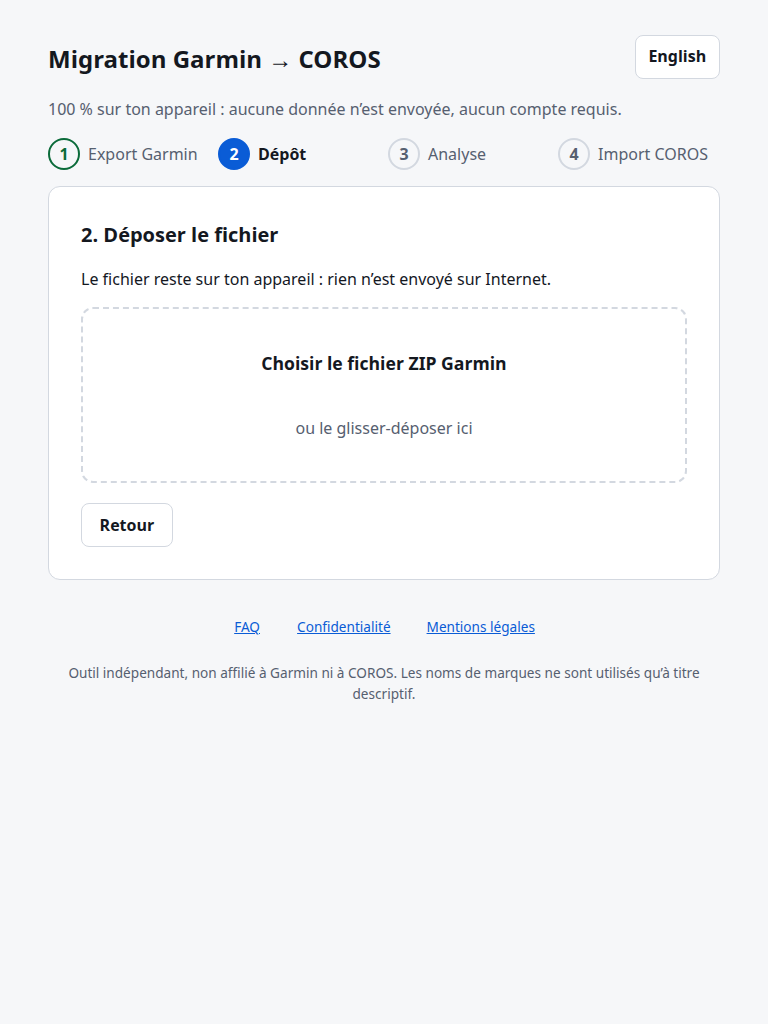 Migration Garmin → COROS
English
100 % sur ton appareil : aucune donnée n’est envoyée, aucun compte requis.
1 Export Garmin
2 Dépôt
3 Analyse
4 Import COROS
2. Déposer le fichier
Le fichier reste sur ton appareil : rien n’est envoyé sur Internet.
Choisir le fichier ZIP Garmin
ou le glisser-déposer ici
Retour
FAQ
Confidentialité
Mentions légales
Outil indépendant, non affilié à Garmin ni à COROS. Les noms de marques ne sont utilisés qu’à titre
descriptif.